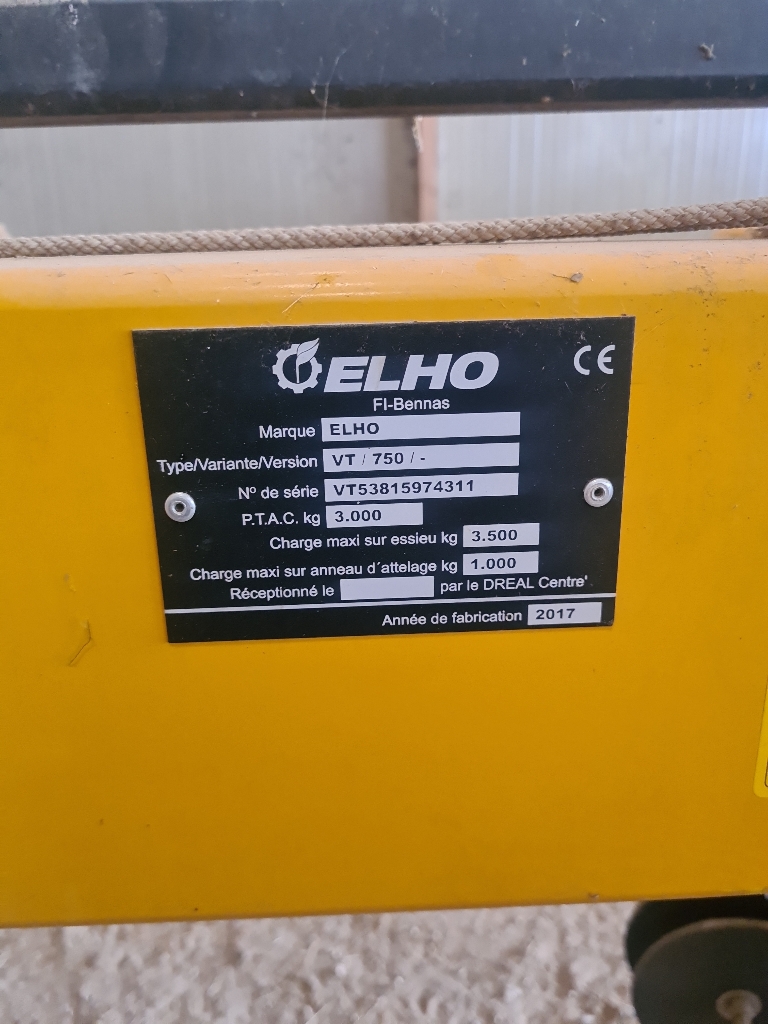 ELHO CE
FI-Bennas
Marque ELHO
Type/Variante/Version VT / 750 / -
Nº de série VT53815974311
P.T.A.C. kg 3.000
Charge maxi sur essieu kg 3.500
Charge maxi sur anneau d´attelage kg 1.000
Réceptionné le par le DREAL Centre'
Année de fabrication 2017